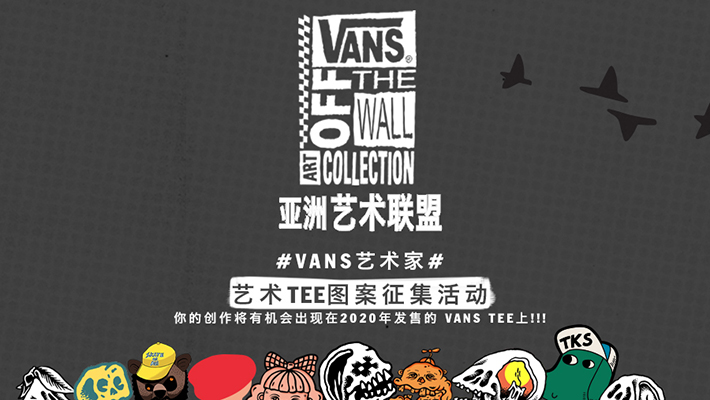 VANS®
OFF THE WALL
ART COLLECTION
亚洲艺术联盟
#VANS艺术家#
艺术TEE图案征集活动
你的创作将有机会出现在2020年发售的 VANS TEE上!!!
TKS